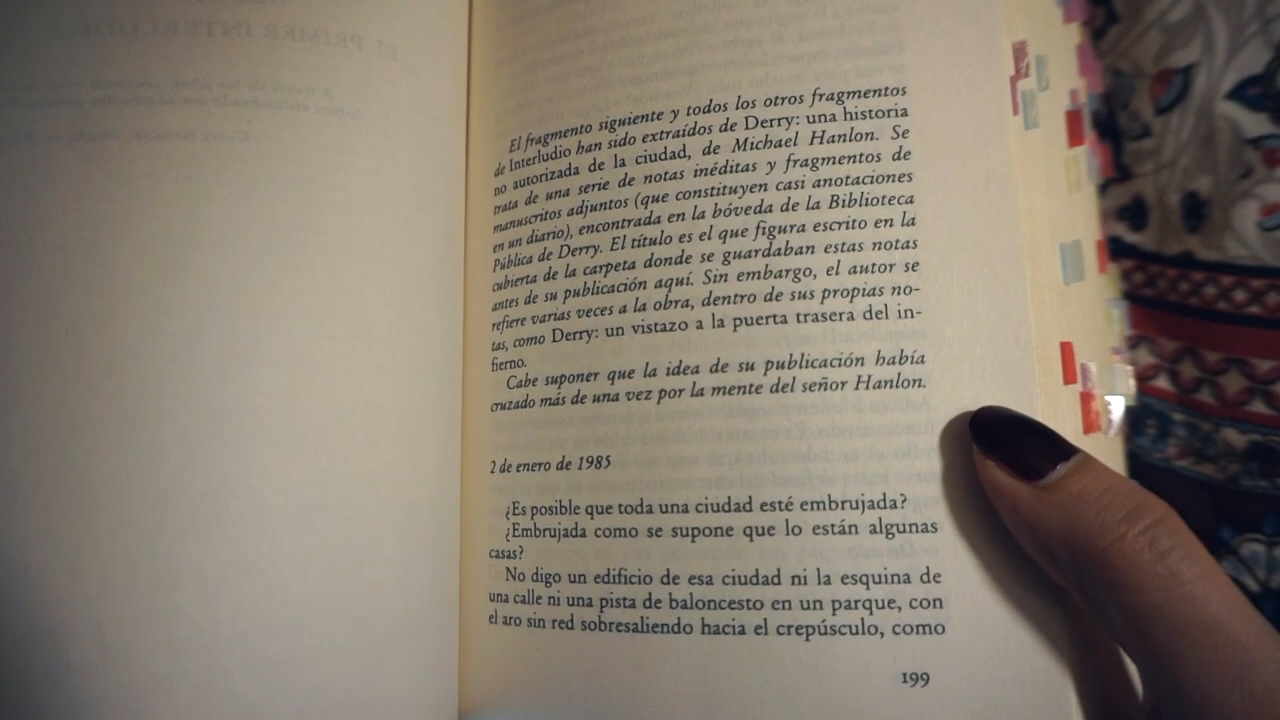 El fragmento siguiente y todos los otros fragmentos
de Interludio han sido extraídos de Derry: una historia
no autorizada de la ciudad, de Michael Hanlon. Se
trata de una serie de notas inéditas y fragmentos de
manuscritos adjuntos (que constituyen casi anotaciones
en un diario), encontrada en la bóveda de la Biblioteca
Pública de Derry. El título es el que figura escrito en la
cubierta de la carpeta donde se guardaban estas notas
antes de su publicación aquí. Sin embargo, el autor se
refiere varias veces a la obra, dentro de sus propias no-
tas, como Derry: un vistazo a la puerta trasera del in-
fierno.
Cabe suponer que la idea de su publicación había
cruzado más de una vez por la mente del señor Hanlon.
2 de enero de 1985
¿Es posible que toda una ciudad esté embrujada?
¿Embrujada como se supone que lo están algunas
casas?
No digo un edificio de esa ciudad ni la esquina de
una calle ni una pista de baloncesto en un parque, con
el aro sin red sobresaliendo hacia el crepúsculo, como
199